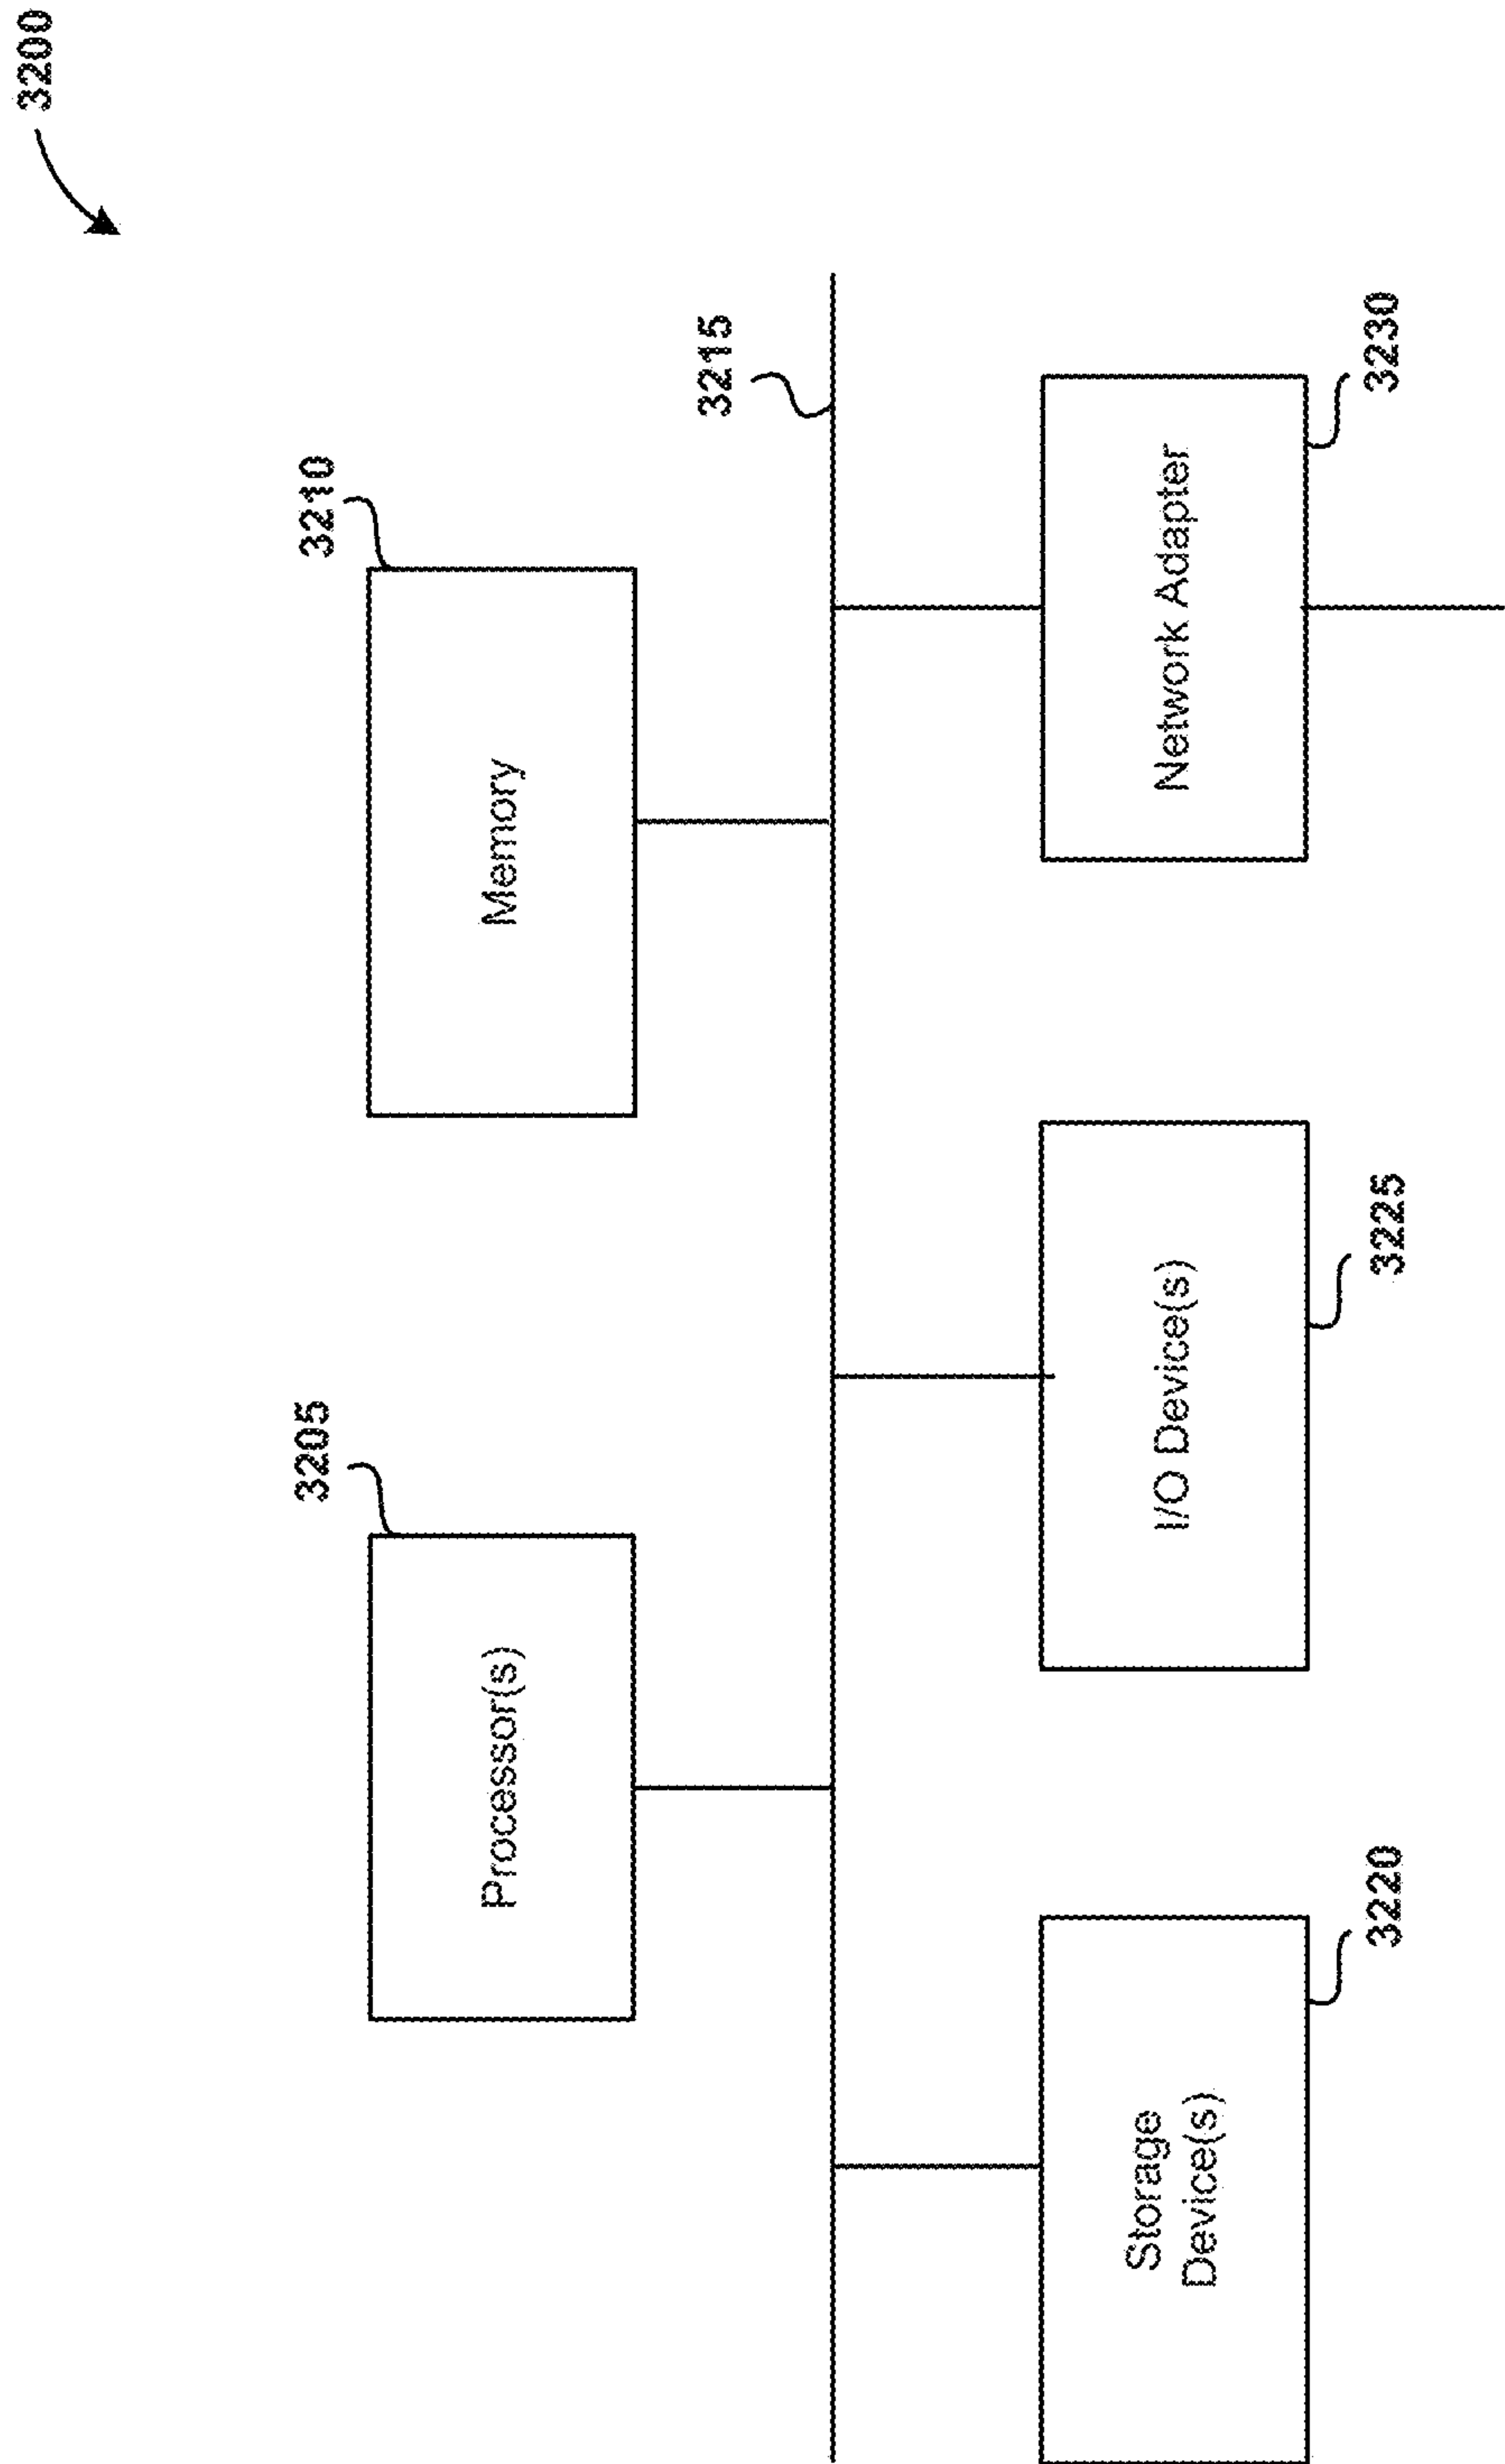 3200
3205
Processor(s)
3210
Memory
3215
Storage
Device(s)
3220
I/O Device(s)
3225
Network Adapter
3230